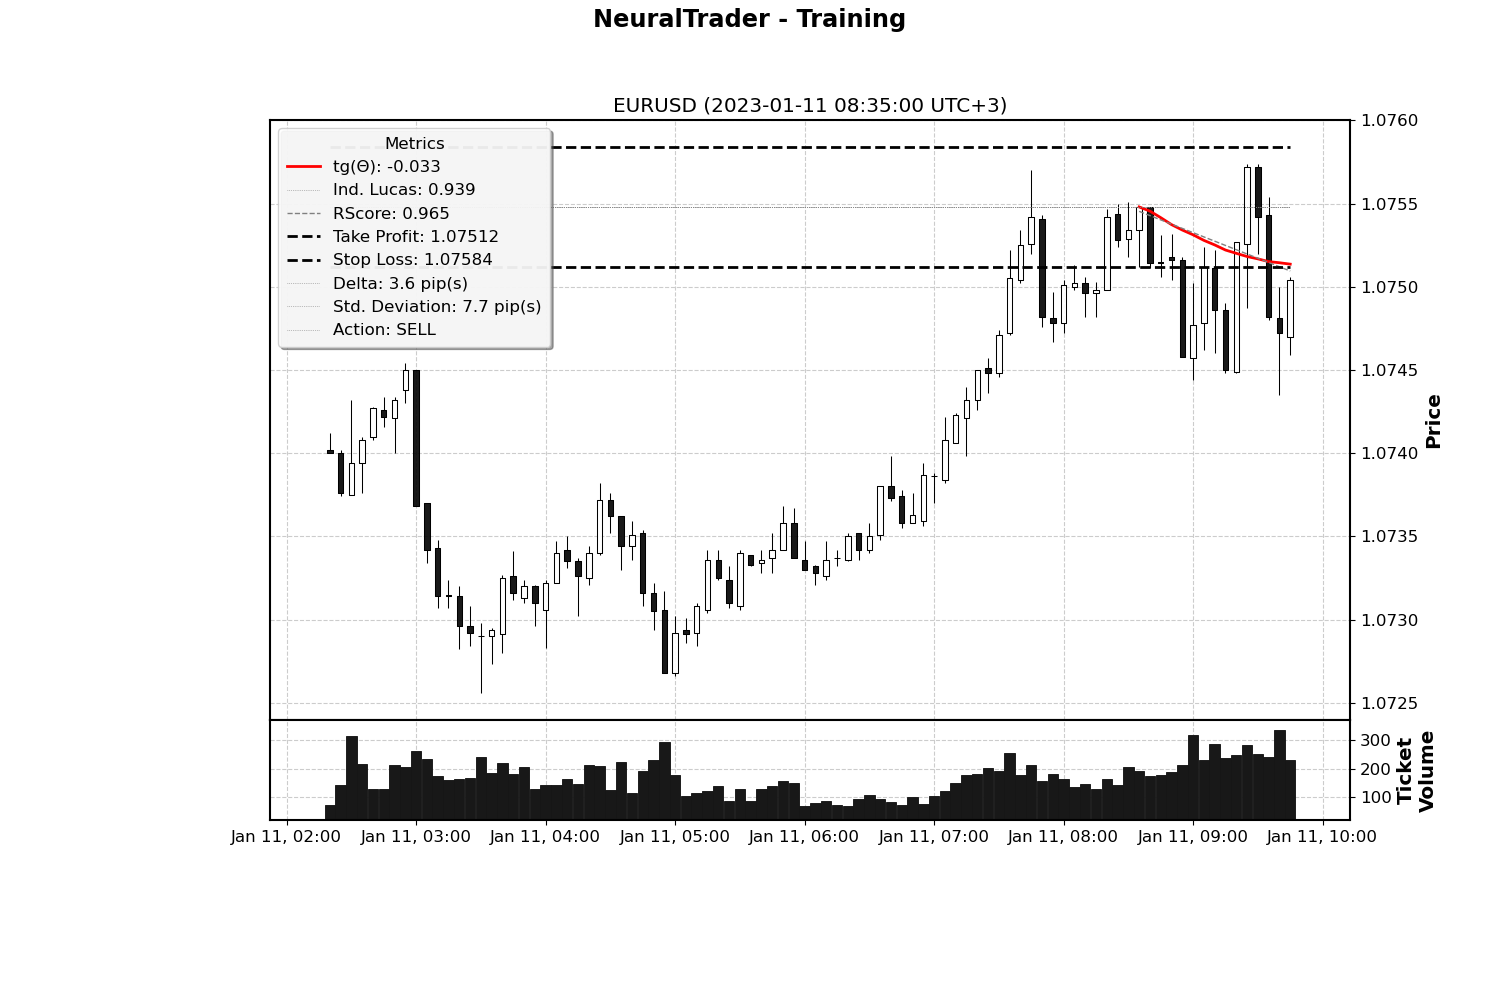 NeuralTrader - Training
EURUSD (2023-01-11 08:35:00 UTC+3)
Metrics
tg(Θ): -0.033
Ind. Lucas: 0.939
RScore: 0.965
Take Profit: 1.07512
Stop Loss: 1.07584
Delta: 3.6 pip(s)
Std. Deviation: 7.7 pip(s)
Action: SELL
1.0760
1.0755
1.0750
1.0745
1.0740
1.0735
1.0730
1.0725
Price
300
200
100
Ticket
Volume
Jan 11, 02:00
Jan 11, 03:00
Jan 11, 04:00
Jan 11, 05:00
Jan 11, 06:00
Jan 11, 07:00
Jan 11, 08:00
Jan 11, 09:00
Jan 11, 10:00